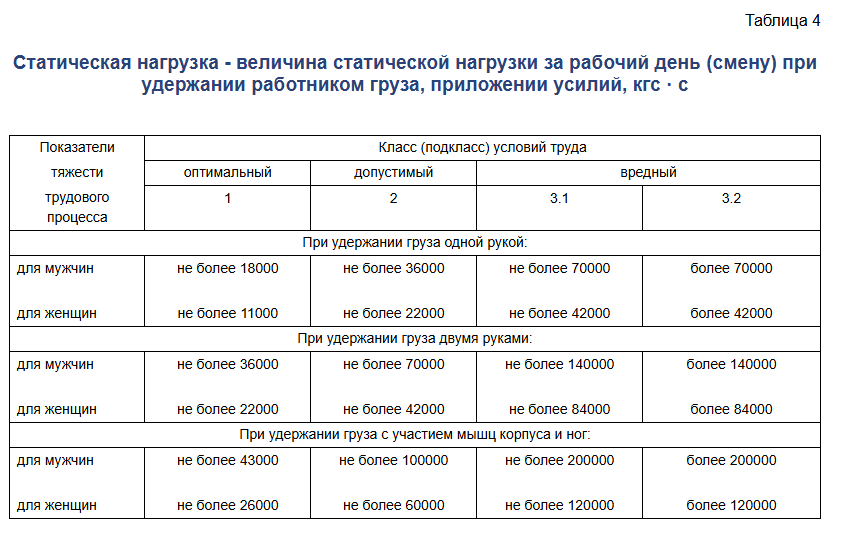 Таблица 4
Статическая нагрузка - величина статической нагрузки за рабочий день (смену) при
удержании работником груза, приложении усилий, кгс · с
Показатели Класс (подкласс) условий труда
тяжести оптимальный допустимый вредный
трудового 1 2 3.1 3.2
процесса
При удержании груза одной рукой:
для мужчин не более 18000 не более 36000 не более 70000 более 70000
для женщин не более 11000 не более 22000 не более 42000 более 42000
При удержании груза двумя руками:
для мужчин не более 36000 не более 70000 не более 140000 более 140000
для женщин не более 22000 не более 42000 не более 84000 более 84000
При удержании груза с участием мышц корпуса и ног:
для мужчин не более 43000 не более 100000 не более 200000 более 200000
для женщин не более 26000 не более 60000 не более 120000 более 120000